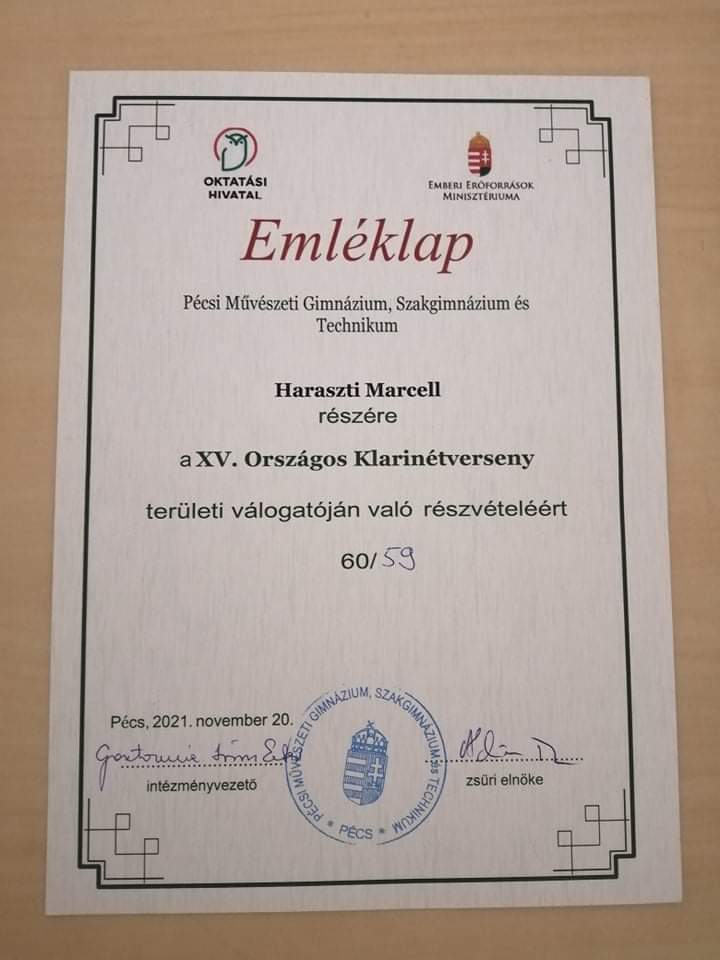 OKTATÁSI
HIVATAL
EMBERI ERŐFORRÁSOK
MINISZTÉRIUMA
Emléklap
Pécsi Művészeti Gimnázium, Szakgimnázium és
Technikum
Haraszti Marcell
részére
a XV. Országos Klarinétverseny
területi válogatóján való részvételéért
60/59
Pécs, 2021. november 20.
intézményvezető
zsűri elnöke
PÉCSI MŰVÉSZETI GIMNÁZIUM, SZAKGIMNÁZIUM ÉS TECHNIKUM
* PÉCS *